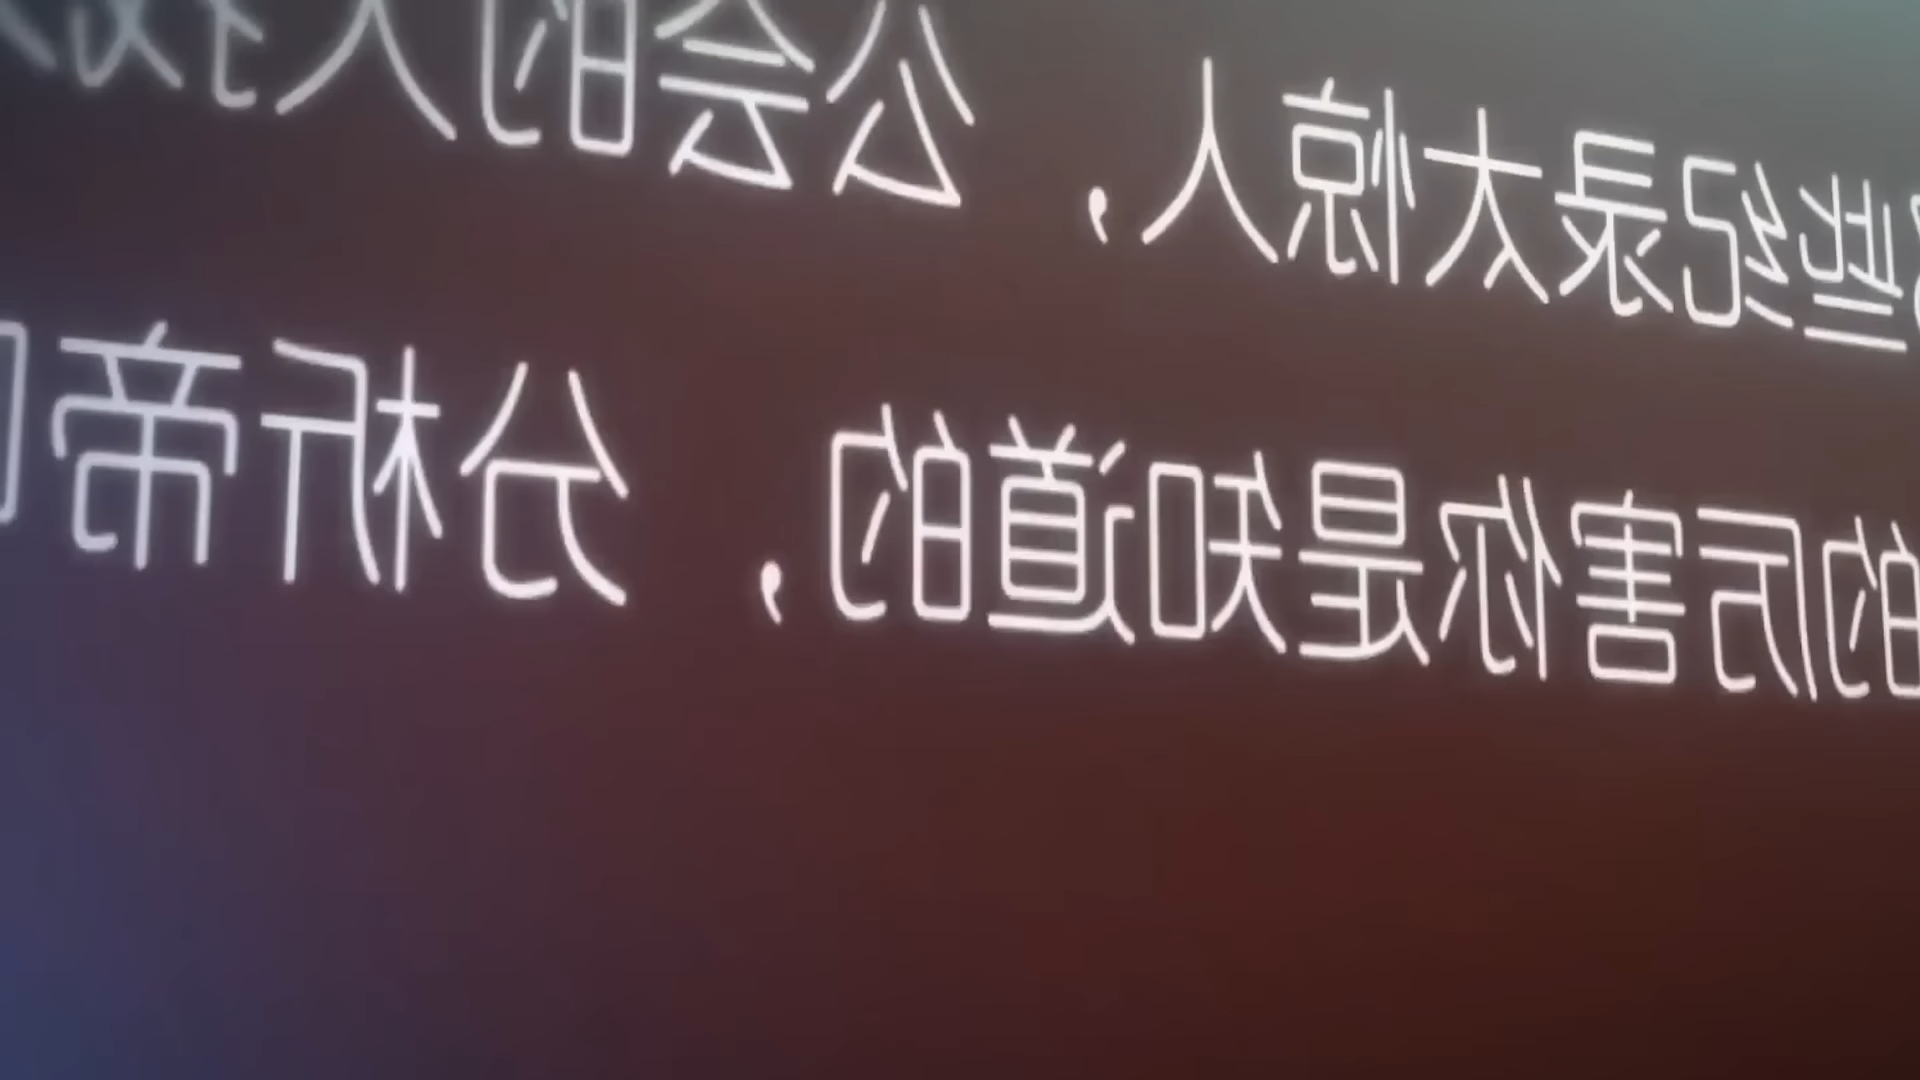 些纪录太惊人，公会的人
的厉害你是知道的，分析帝